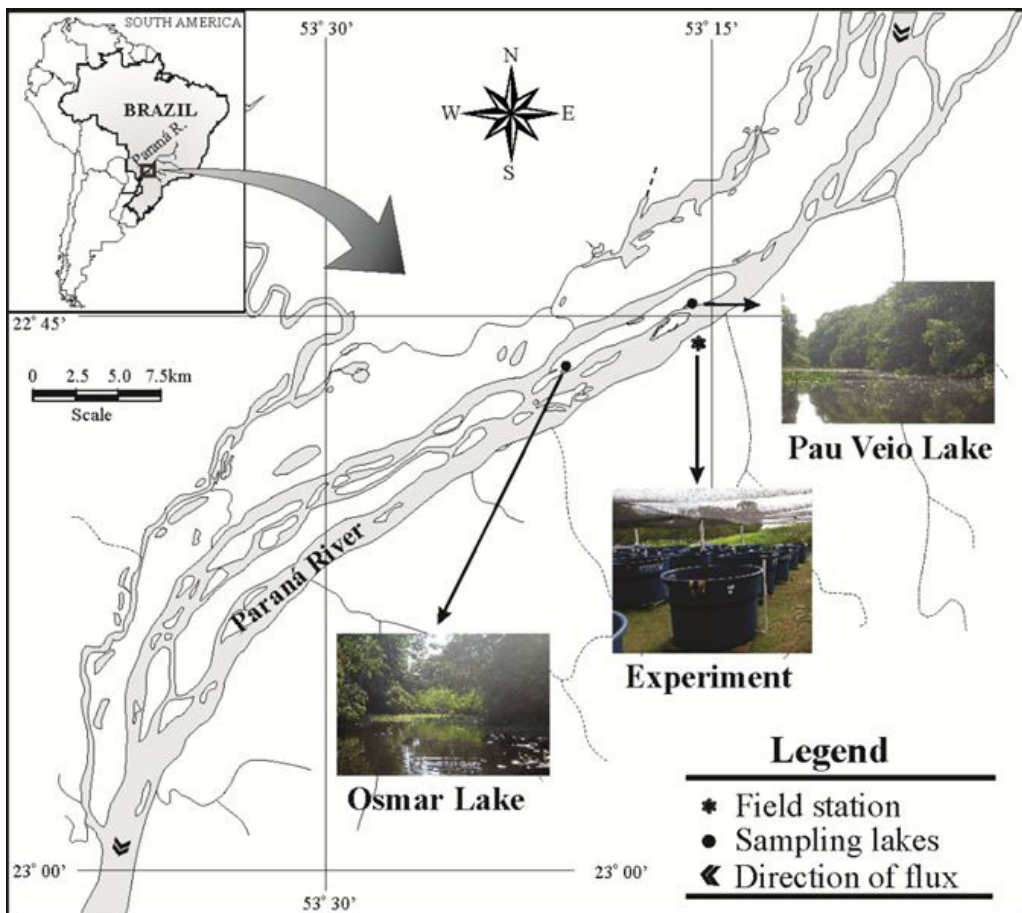 SOUTH AMERICA
BRAZIL
Paraná R.
53° 30'
53° 15'
N
W
E
S
22° 45'
0 2.5 5.0 7.5km
Scale
Pau Veio Lake
Paraná River
Experiment
Osmar Lake
Legend
Field station
Sampling lakes
Direction of flux
23° 00'
23° 00'
53° 30'